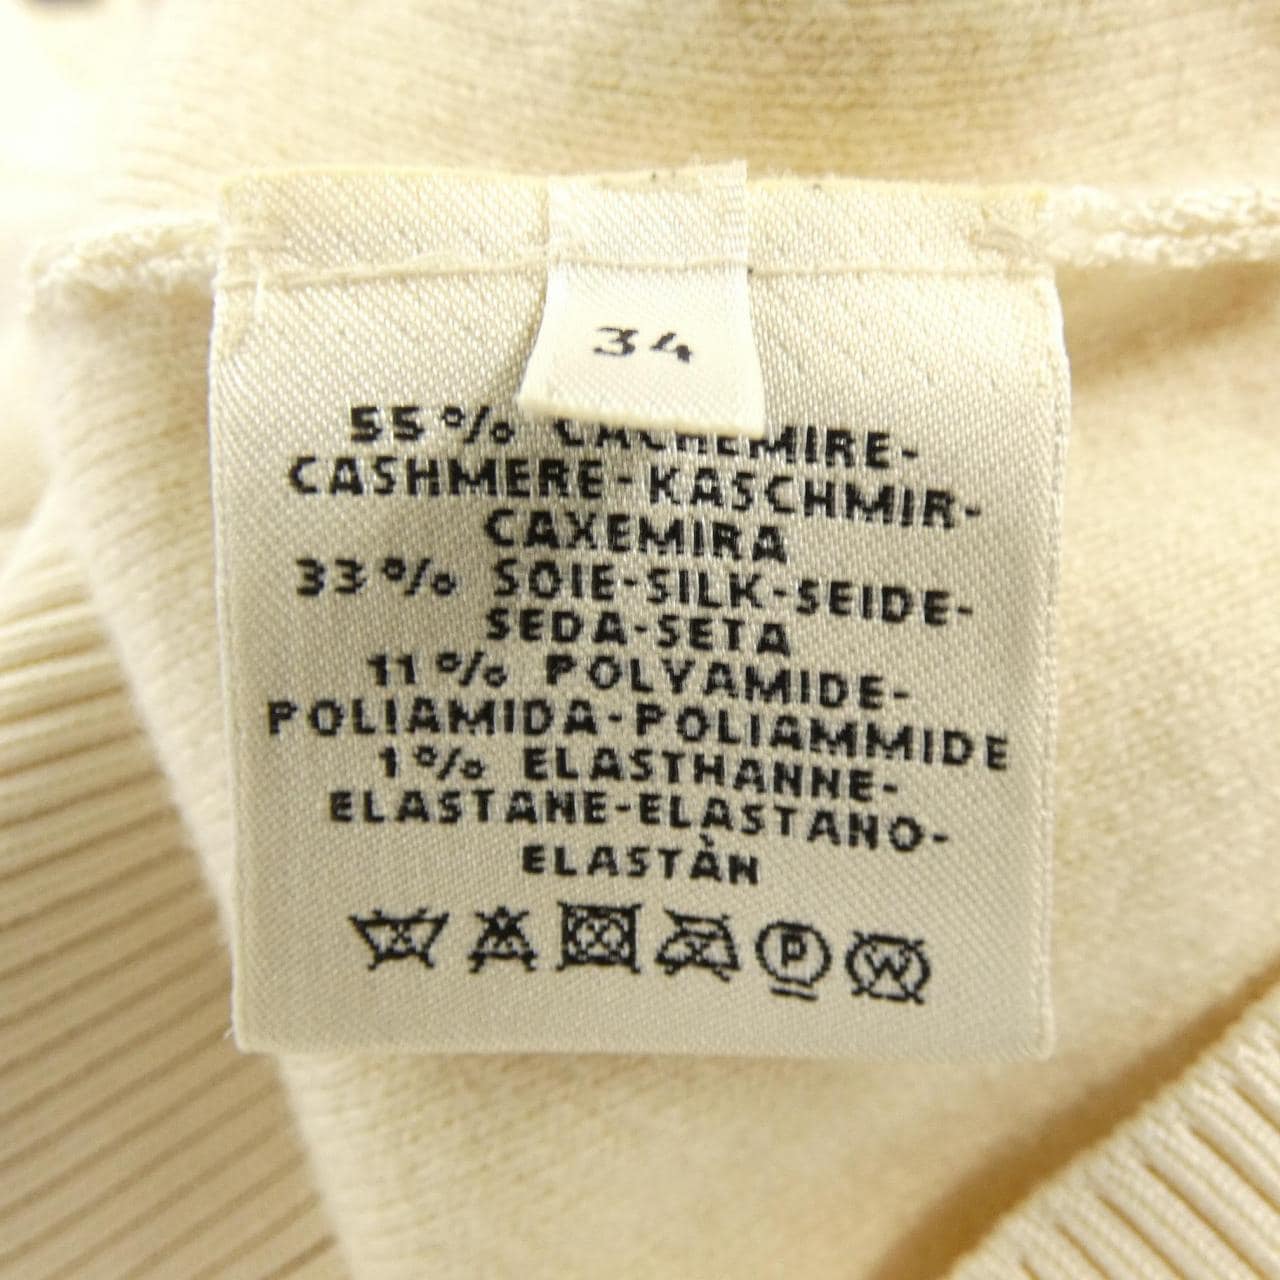 34
55% CACHEMIRE-
CASHMERE-KASCHMIR-
CAXEMIRA
33% SOIE-SILK-SEIDE-
SEDA-SETA
11% POLYAMIDE-
POLIAMIDA-POLIAMMIDE
1% ELASTHANNE-
ELASTANE-ELASTANO-
ELASTÀN
P
W